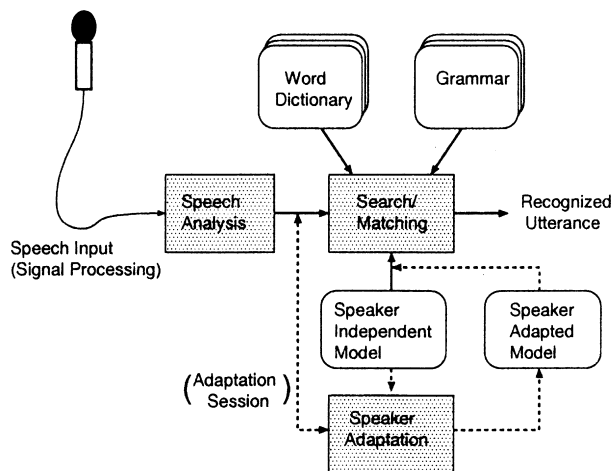 Word
Dictionary
Grammar
Speech
Analysis
Search/
Matching
Recognized
Utterance
Speech Input
(Signal Processing)
Speaker
Independent
Model
Speaker
Adapted
Model
(Adaptation
Session)
Speaker
Adaptation